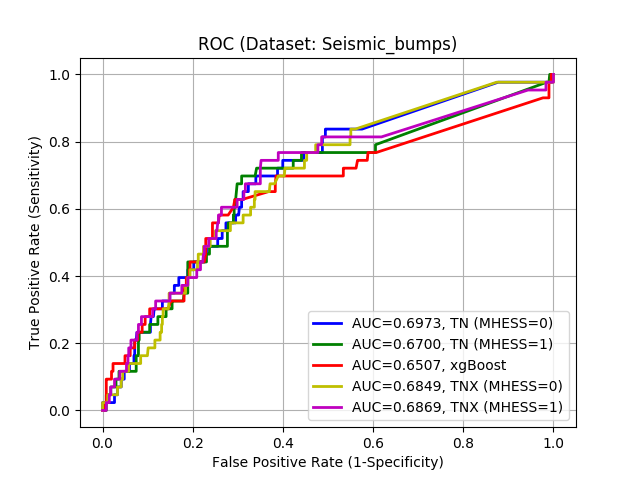 ROC (Dataset: Seismic_bumps)
True Positive Rate (Sensitivity)
1.0
0.8
0.6
0.4
0.2
0.0
AUC=0.6973, TN (MHESS=0)
AUC=0.6700, TN (MHESS=1)
AUC=0.6507, xgBoost
AUC=0.6849, TNX (MHESS=0)
AUC=0.6869, TNX (MHESS=1)
0.0 0.2 0.4 0.6 0.8 1.0
False Positive Rate (1-Specificity)